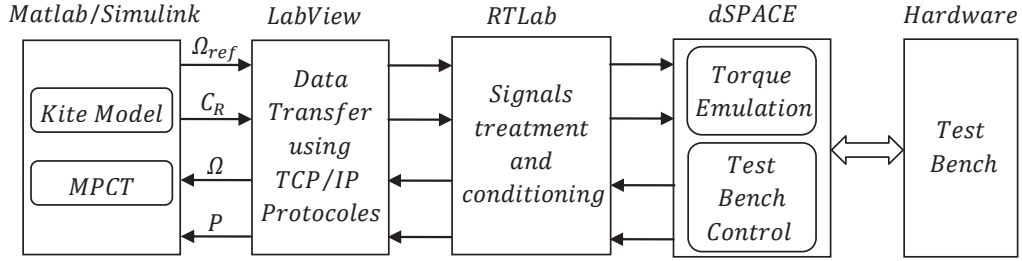 Matlab/Simulink
LabView
RTLab
dSPACE
Hardware
Kite Model
MPCT
Ω_ref
C_R
Ω
P
Data
Transfer
using
TCP/IP
Protocoles
Signals
treatment
and
conditioning
Torque
Emulation
Test
Bench
Control
Test
Bench